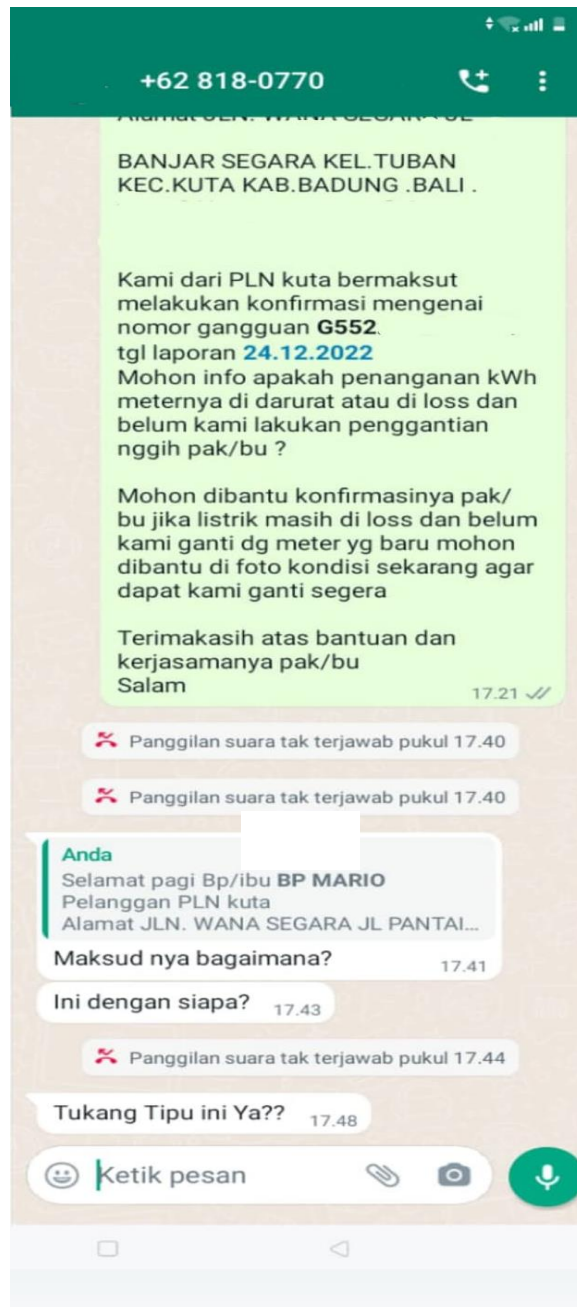 +62 818-0770
BANJAR SEGARA KEL.TUBAN
KEC.KUTA KAB.BADUNG .BALI .
Kami dari PLN kuta bermaksut
melakukan konfirmasi mengenai
nomor gangguan G552
tgl laporan 24.12.2022
Mohon info apakah penanganan kWh
meternya di darurat atau di loss dan
belum kami lakukan penggantian
nggih pak/bu ?
Mohon dibantu konfirmasinya pak/
bu jika listrik masih di loss dan belum
kami ganti dg meter yg baru mohon
dibantu di foto kondisi sekarang agar
dapat kami ganti segera
Terimakasih atas bantuan dan
kerjasamanya pak/bu
Salam
17.21
Panggilan suara tak terjawab pukul 17.40
Panggilan suara tak terjawab pukul 17.40
Anda
Selamat pagi Bp/ibu BP MARIO
Pelanggan PLN kuta
Alamat JLN. WANA SEGARA JL PANTAI...
Maksud nya bagaimana?
17.41
Ini dengan siapa? 17.43
Panggilan suara tak terjawab pukul 17.44
Tukang Tipu ini Ya?? 17.48
Ketik pesan